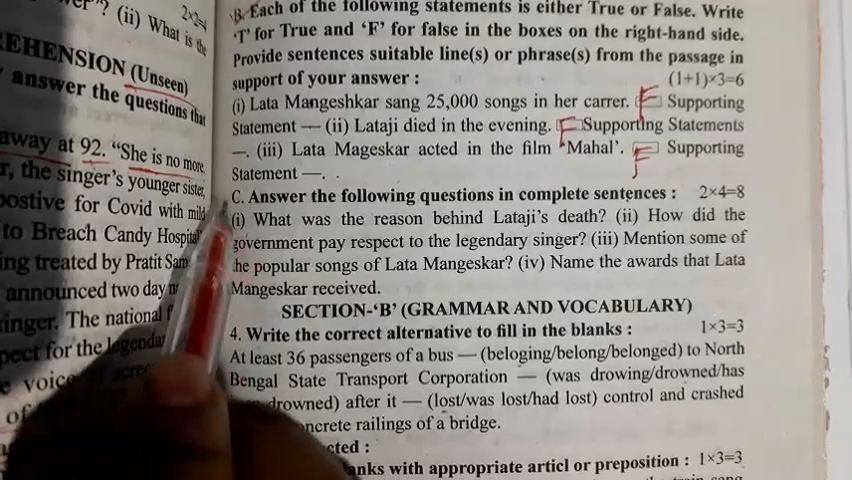 ? (ii) What is the
2×2=4
EHENSION (Unseen)
answer the questions that
away at 92. "She is no more,
r, the singer's younger sister,
ostive for Covid with mild
to Breach Candy Hospital
ing treated by Pratit Sam
announced two day
inger. The national f
pect for the legenda
e voice
of
B. Each of the following statements is either True or False. Write
'T' for True and 'F' for false in the boxes on the right-hand side.
Provide sentences suitable line(s) or phrase(s) from the passage in
support of your answer : (1+1)×3=6
(i) Lata Mangeshkar sang 25,000 songs in her carrer. F Supporting
Statement — (ii) Lataji died in the evening. F Supporting Statements
—. (iii) Lata Mageskar acted in the film 'Mahal'. F Supporting
Statement —.
C. Answer the following questions in complete sentences : 2×4=8
(i) What was the reason behind Lataji's death? (ii) How did the
government pay respect to the legendary singer? (iii) Mention some of
the popular songs of Lata Mangeskar? (iv) Name the awards that Lata
Mangeskar received.
SECTION-'B' (GRAMMAR AND VOCABULARY)
4. Write the correct alternative to fill in the blanks : 1×3=3
At least 36 passengers of a bus — (beloging/belong/belonged) to North
Bengal State Transport Corporation — (was drowing/drowned/has
drowned) after it — (lost/was lost/had lost) control and crashed
oncrete railings of a bridge.
cted :
anks with appropriate articl or preposition : 1×3=3